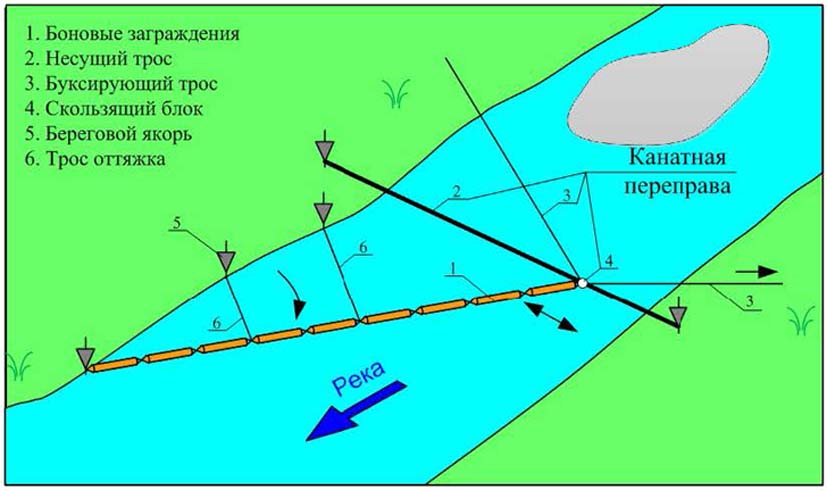 1. Боновые заграждения
2. Несущий трос
3. Буксирующий трос
4. Скользящий блок
5. Береговой якорь
6. Трос оттяжка
Канатная
переправа
2
3
5
6
4
1
3
6
Река